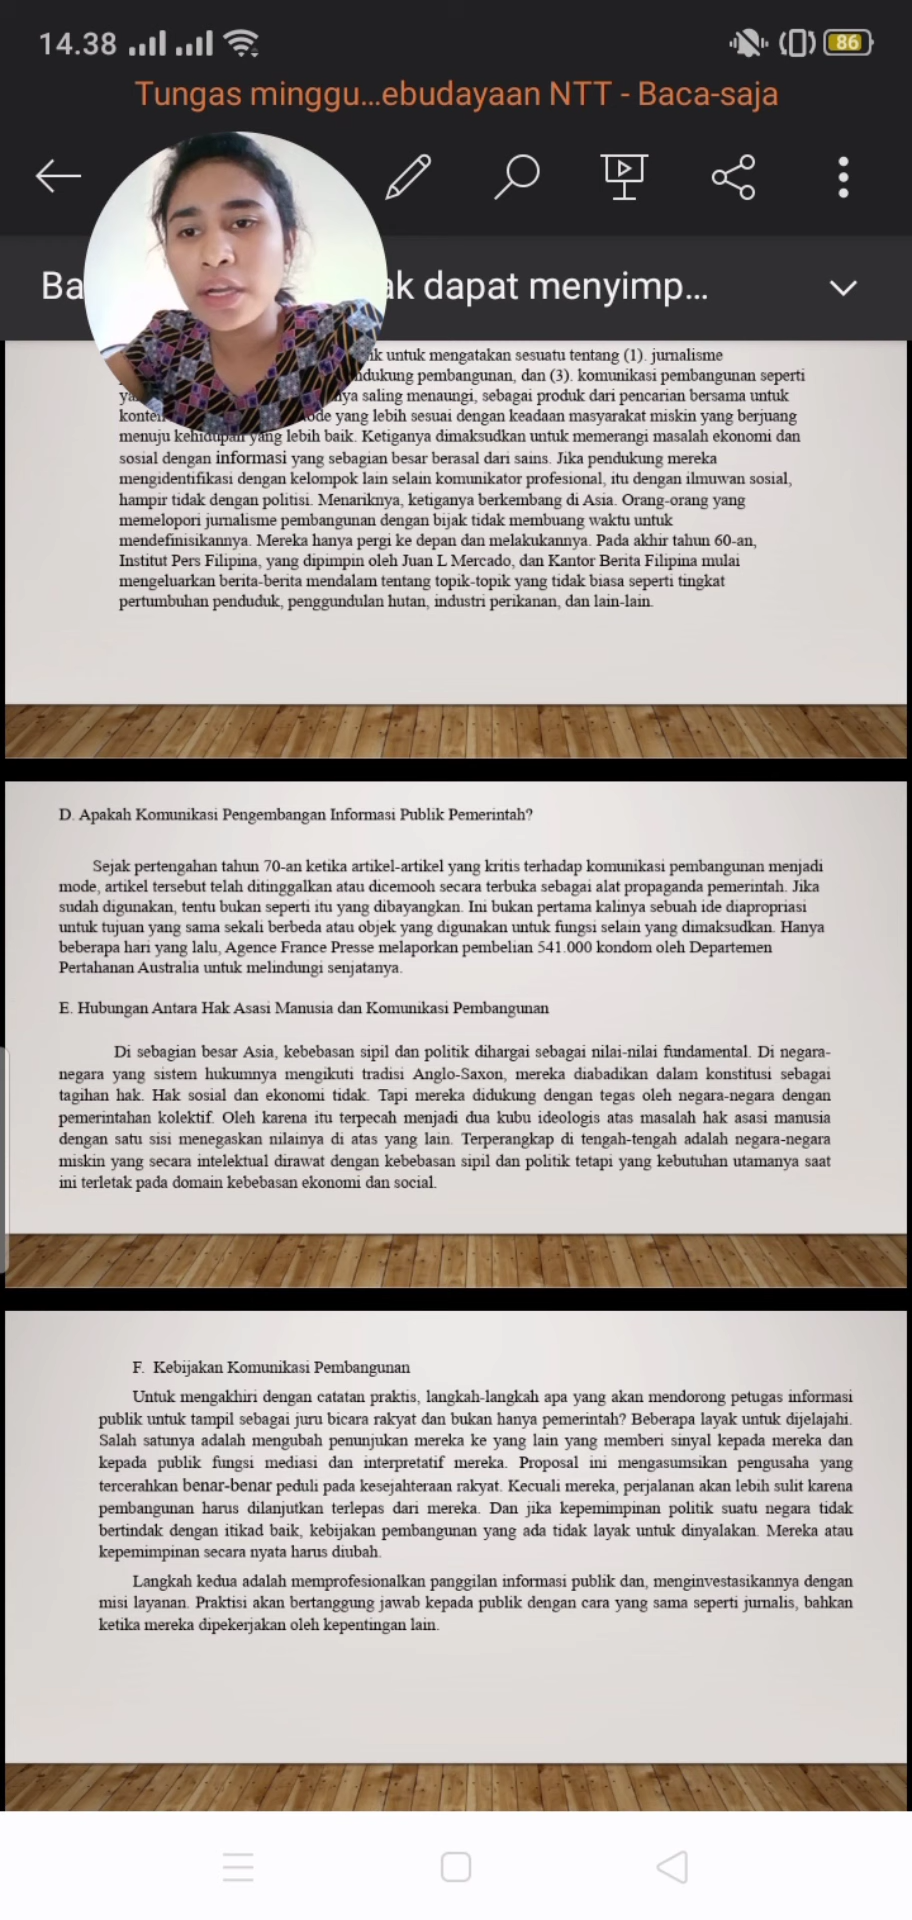 14.38
86
Tungas minggu...ebudayaan NTT - Baca-saja
Ba
ak dapat menyimp...
untuk mengatakan sesuatu tentang (1). jurnalisme
pembangunan, dan (3). komunikasi pembangunan seperti
saling menaungi, sebagai produk dari pencarian bersama untuk
yang lebih sesuai dengan keadaan masyarakat miskin yang berjuang
menuju kehidupan yang lebih baik. Ketiganya dimaksudkan untuk memerangi masalah ekonomi dan
sosial dengan informasi yang sebagian besar berasal dari sains. Jika pendukung mereka
mengidentifikasi dengan kelompok lain selain komunikator profesional, itu dengan ilmuwan sosial,
hampir tidak dengan politisi. Menariknya, ketiganya berkembang di Asia. Orang-orang yang
memelopori jurnalisme pembangunan dengan bijak tidak membuang waktu untuk
mendefinisikannya. Mereka hanya pergi ke depan dan melakukannya. Pada akhir tahun 60-an,
Institut Pers Filipina, yang dipimpin oleh Juan L Mercado, dan Kantor Berita Filipina mulai
mengeluarkan berita-berita mendalam tentang topik-topik yang tidak biasa seperti tingkat
pertumbuhan penduduk, penggundulan hutan, industri perikanan, dan lain-lain.
D. Apakah Komunikasi Pengembangan Informasi Publik Pemerintah?
Sejak pertengahan tahun 70-an ketika artikel-artikel yang kritis terhadap komunikasi pembangunan menjadi
mode, artikel tersebut telah ditinggalkan atau dicemooh secara terbuka sebagai alat propaganda pemerintah. Jika
sudah digunakan, tentu bukan seperti itu yang dibayangkan. Ini bukan pertama kalinya sebuah ide diapropriasi
untuk tujuan yang sama sekali berbeda atau objek yang digunakan untuk fungsi selain yang dimaksudkan. Hanya
beberapa hari yang lalu, Agence France Presse melaporkan pembelian 541.000 kondom oleh Departemen
Pertahanan Australia untuk melindungi senjatanya.
E. Hubungan Antara Hak Asasi Manusia dan Komunikasi Pembangunan
Di sebagian besar Asia, kebebasan sipil dan politik dihargai sebagai nilai-nilai fundamental. Di negara-
negara yang sistem hukumnya mengikuti tradisi Anglo-Saxon, mereka diabadikan dalam konstitusi sebagai
tagihan hak. Hak sosial dan ekonomi tidak. Tapi mereka didukung dengan tegas oleh negara-negara dengan
pemerintahan kolektif. Oleh karena itu terpecah menjadi dua kubu ideologis atas masalah hak asasi manusia
dengan satu sisi menegaskan nilainya di atas yang lain. Terperangkap di tengah-tengah adalah negara-negara
miskin yang secara intelektual dirawat dengan kebebasan sipil dan politik tetapi yang kebutuhan utamanya saat
ini terletak pada domain kebebasan ekonomi dan social.
F. Kebijakan Komunikasi Pembangunan
Untuk mengakhiri dengan catatan praktis, langkah-langkah apa yang akan mendorong petugas informasi
publik untuk tampil sebagai juru bicara rakyat dan bukan hanya pemerintah? Beberapa layak untuk dijelajahi.
Salah satunya adalah mengubah penunjukan mereka ke yang lain yang memberi sinyal kepada mereka dan
kepada publik fungsi mediasi dan interpretatif mereka. Proposal ini mengasumsikan pengusaha yang
tercerahkan benar-benar peduli pada kesejahteraan rakyat. Kecuali mereka, perjalanan akan lebih sulit karena
pembangunan harus dilanjutkan terlepas dari mereka. Dan jika kepemimpinan politik suatu negara tidak
bertindak dengan itikad baik, kebijakan pembangunan yang ada tidak layak untuk dinyalakan. Mereka atau
kepemimpinan secara nyata harus diubah.
Langkah kedua adalah memprofesionalkan panggilan informasi publik dan, menginvestasikannya dengan
misi layanan. Praktisi akan bertanggung jawab kepada publik dengan cara yang sama seperti jurnalis, bahkan
ketika mereka dipekerjakan oleh kepentingan lain.